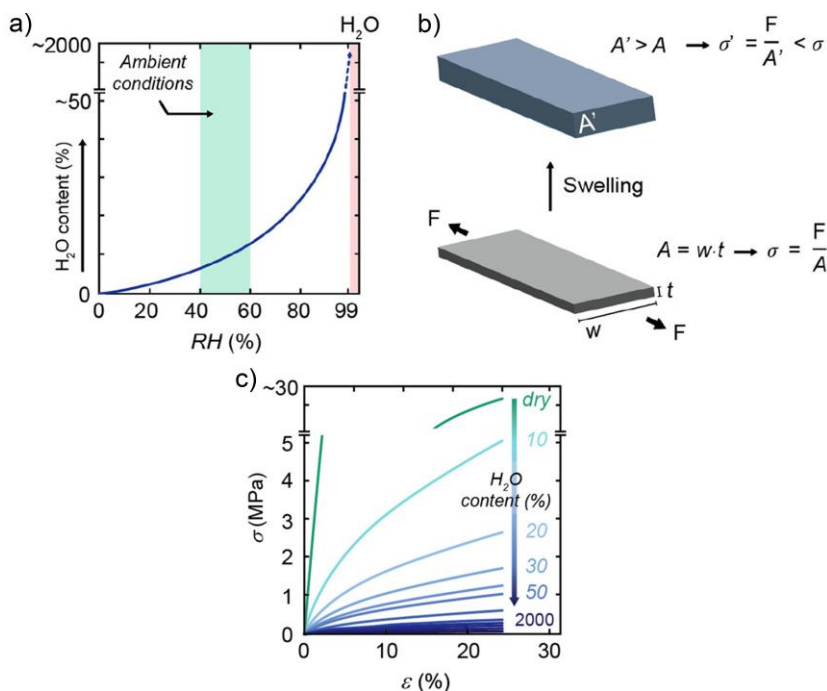 a)
H₂O
~2000
~50
0
H₂O content (%)
Ambient
conditions
0 20 40 60 80 99
RH (%)
b)
A' > A → σ' = F/A' < σ
A'
Swelling
F
A = w·t → σ = F/A
t
w
F
c)
~30
5
4
3
2
1
0
σ (MPa)
dry
10
H₂O
content (%)
20
30
50
2000
0 10 20 30
ε (%)